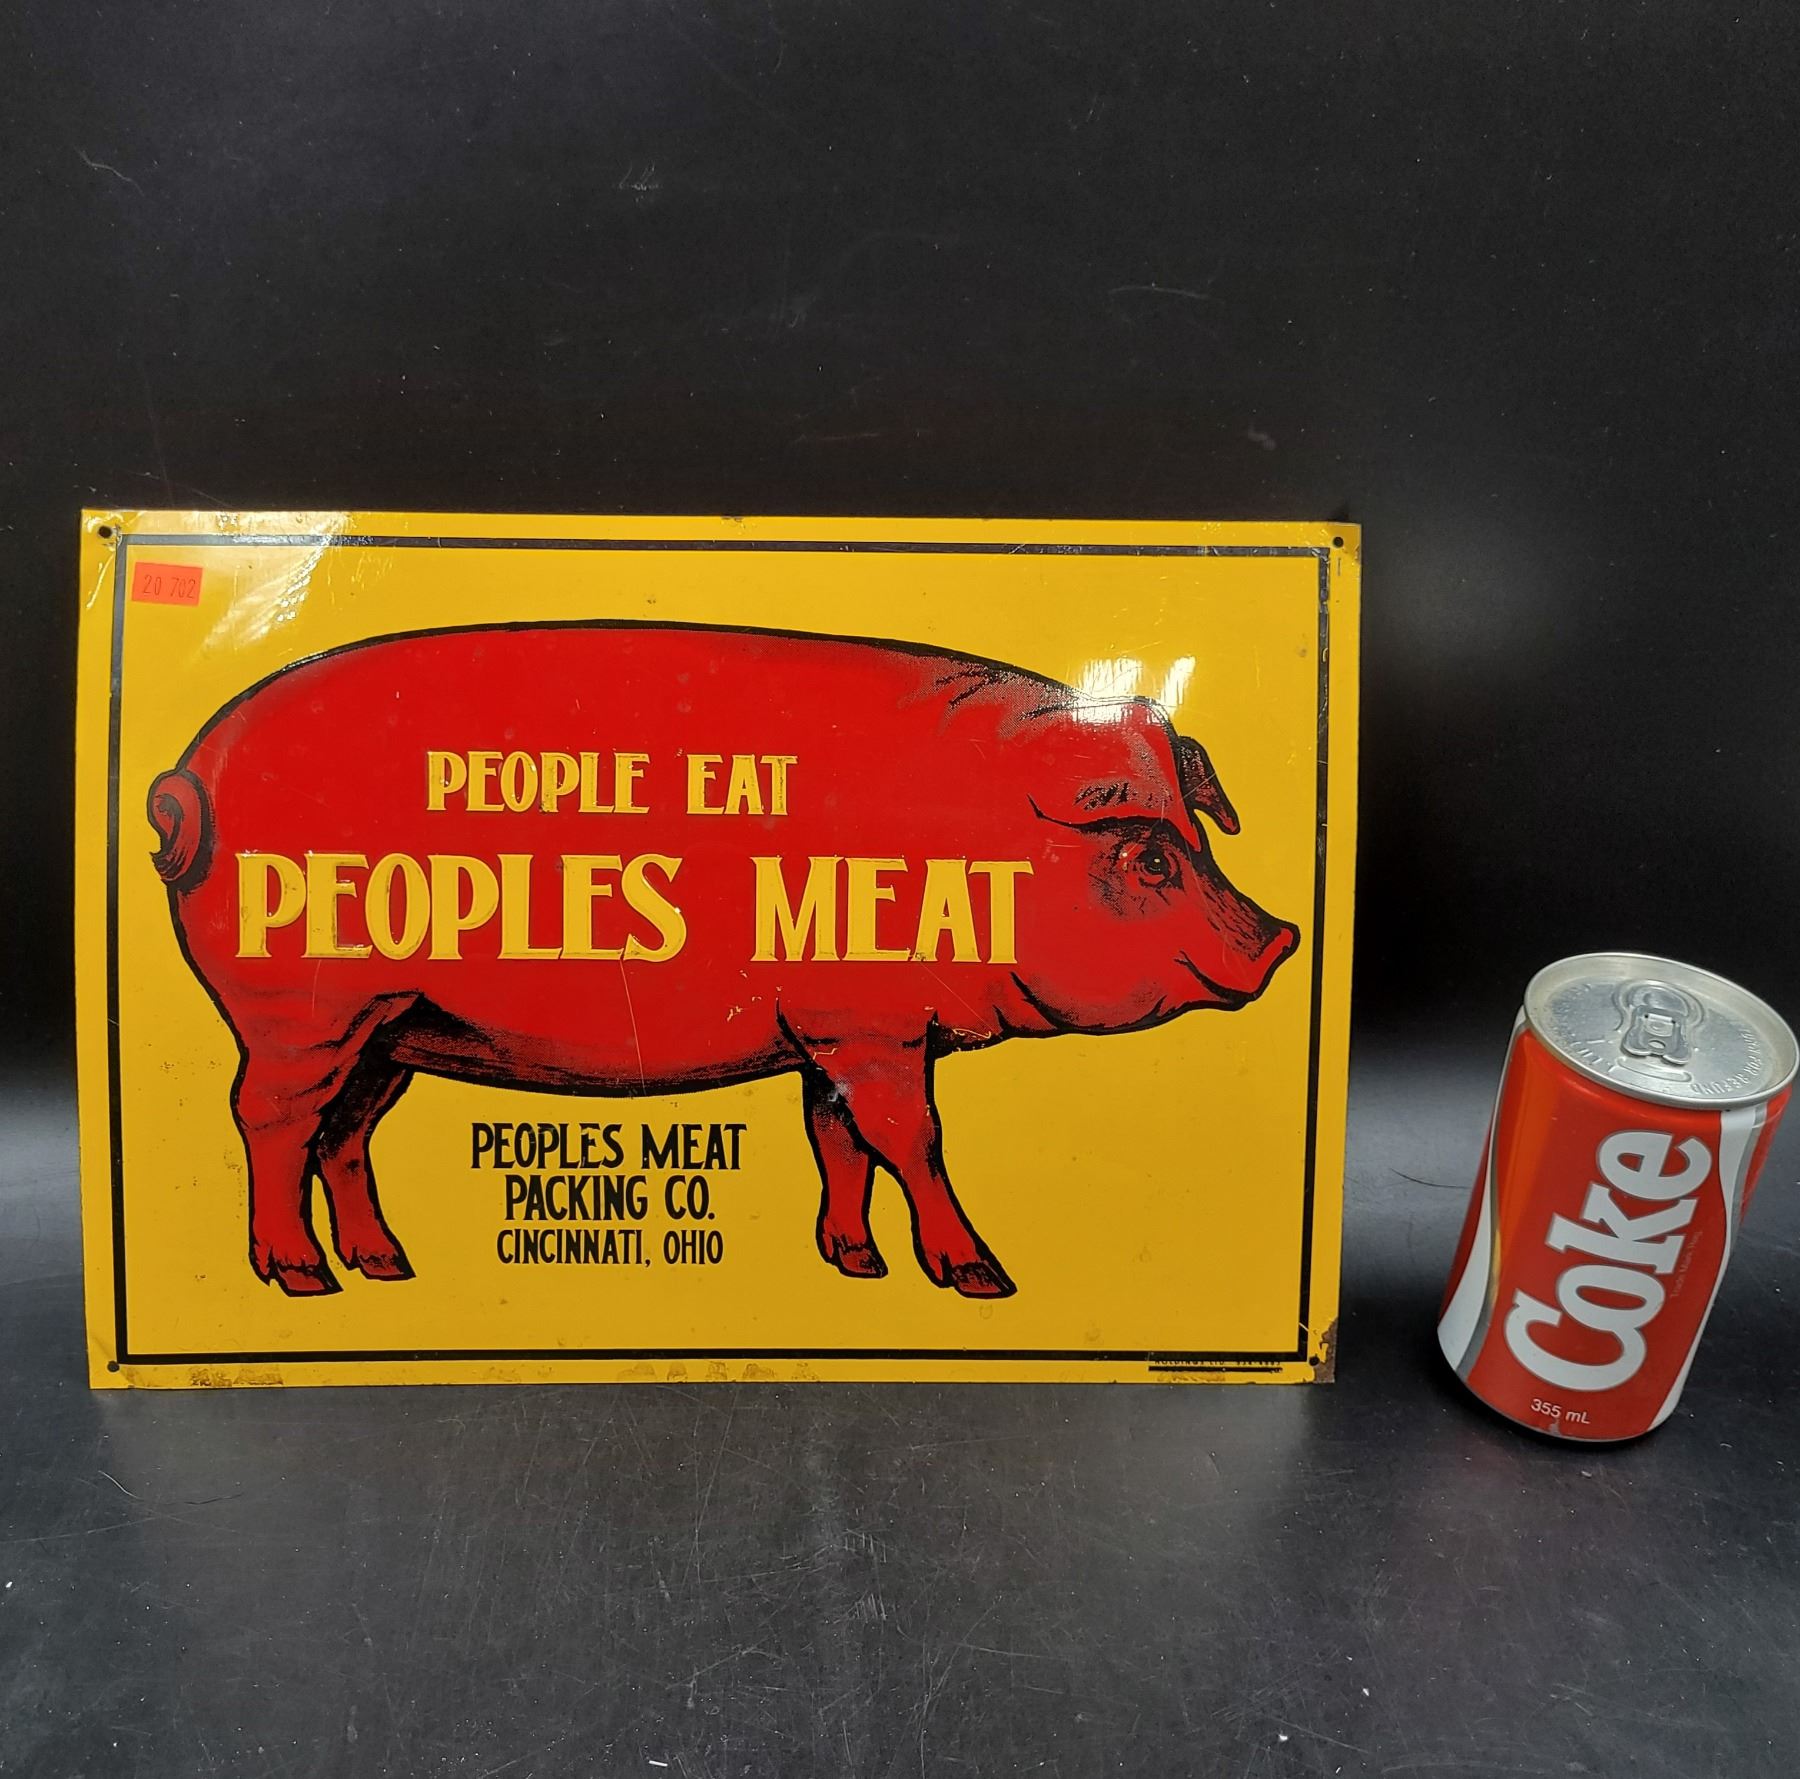 20 702
PEOPLE EAT
PEOPLES MEAT
PEOPLES MEAT
PACKING CO.
CINCINNATI, OHIO
Coke
355 mL